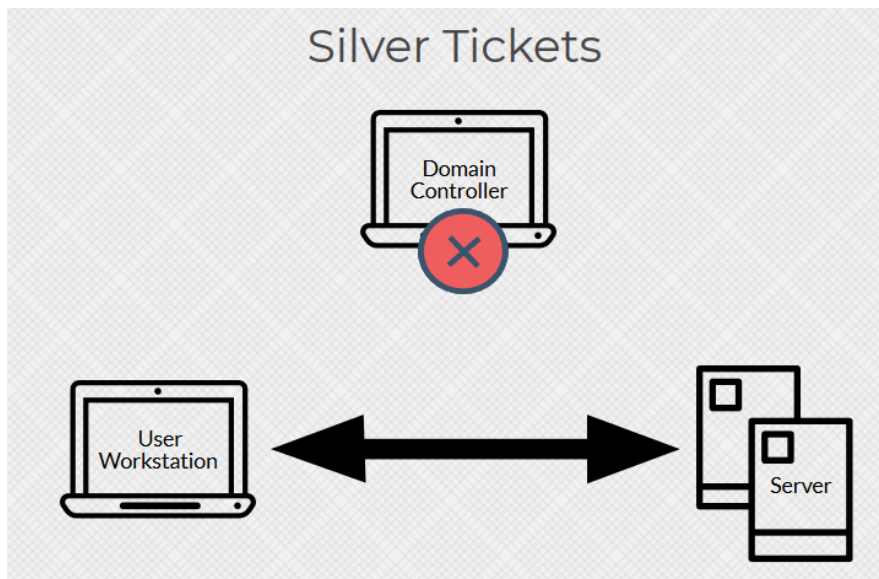 Silver Tickets
Domain
Controller
User
Workstation
Server